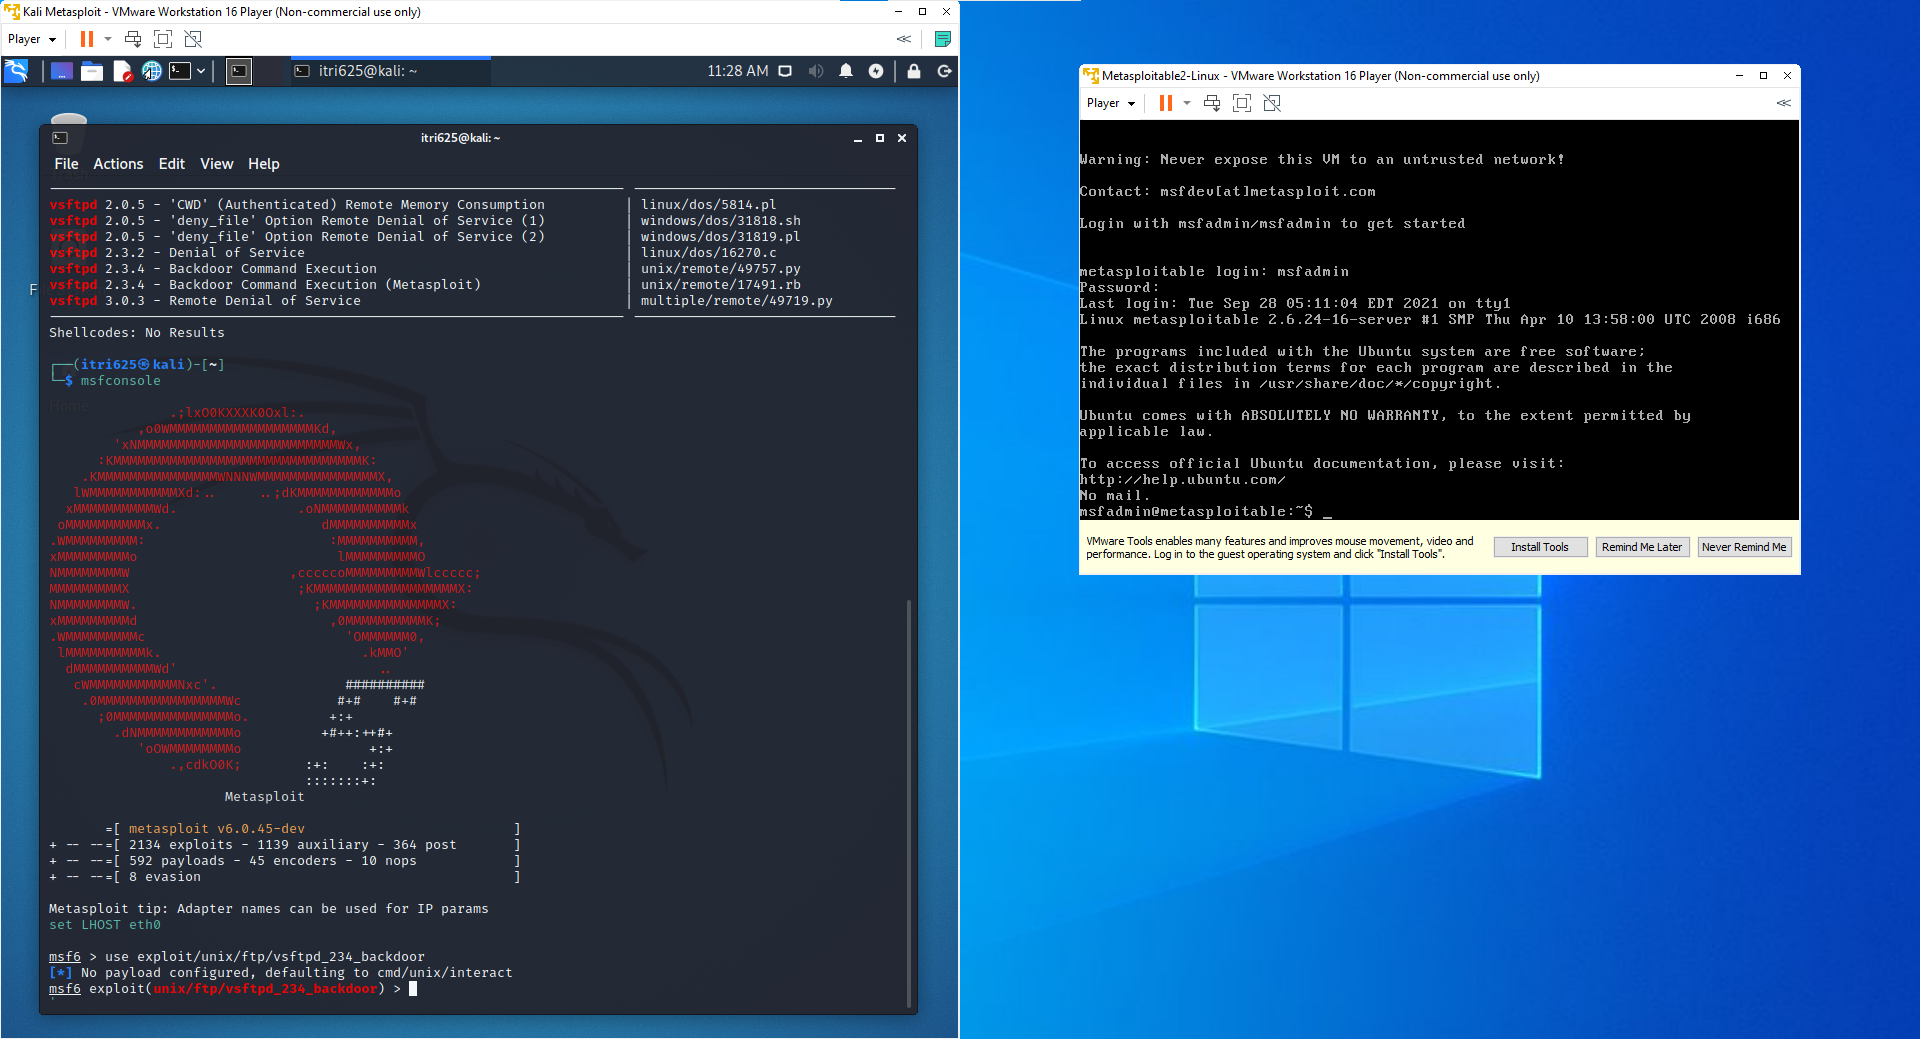 Kali Metasploit - VMware Workstation 16 Player (Non-commercial use only)
Player
itri625@kali: ~
11:28 AM
itri625@kali: ~
File Actions Edit View Help
vsftpd 2.0.5 - 'CWD' (Authenticated) Remote Memory Consumption | linux/dos/5814.pl
vsftpd 2.0.5 - 'deny_file' Option Remote Denial of Service (1) | windows/dos/31818.sh
vsftpd 2.0.5 - 'deny_file' Option Remote Denial of Service (2) | windows/dos/31819.pl
vsftpd 2.3.2 - Denial of Service | linux/dos/16270.c
vsftpd 2.3.4 - Backdoor Command Execution | unix/remote/49757.py
vsftpd 2.3.4 - Backdoor Command Execution (Metasploit) | unix/remote/17491.rb
vsftpd 3.0.3 - Remote Denial of Service | multiple/remote/49719.py
Shellcodes: No Results
┌──(itri625㉿kali)-[~]
└─$ msfconsole
Home
Metasploit
=[ metasploit v6.0.45-dev ]
+ -- --=[ 2134 exploits - 1139 auxiliary - 364 post ]
+ -- --=[ 592 payloads - 45 encoders - 10 nops ]
+ -- --=[ 8 evasion ]
Metasploit tip: Adapter names can be used for IP params
set LHOST eth0
msf6 > use exploit/unix/ftp/vsftpd_234_backdoor
[*] No payload configured, defaulting to cmd/unix/interact
msf6 exploit(unix/ftp/vsftpd_234_backdoor) >
Metasploitable2-Linux - VMware Workstation 16 Player (Non-commercial use only)
Player
Warning: Never expose this VM to an untrusted network!
Contact: msfdev[at]metasploit.com
Login with msfadmin/msfadmin to get started
metasploitable login: msfadmin
Password:
Last login: Tue Sep 28 05:11:04 EDT 2021 on tty1
Linux metasploitable 2.6.24-16-server #1 SMP Thu Apr 10 13:58:00 UTC 2008 i686
The programs included with the Ubuntu system are free software;
the exact distribution terms for each program are described in the
individual files in /usr/share/doc/*/copyright.
Ubuntu comes with ABSOLUTELY NO WARRANTY, to the extent permitted by
applicable law.
To access official Ubuntu documentation, please visit:
http://help.ubuntu.com/
No mail.
msfadmin@metasploitable:~$ _
VMware Tools enables many features and improves mouse movement, video and
performance. Log in to the guest operating system and click "Install Tools".
Install Tools
Remind Me Later
Never Remind Me